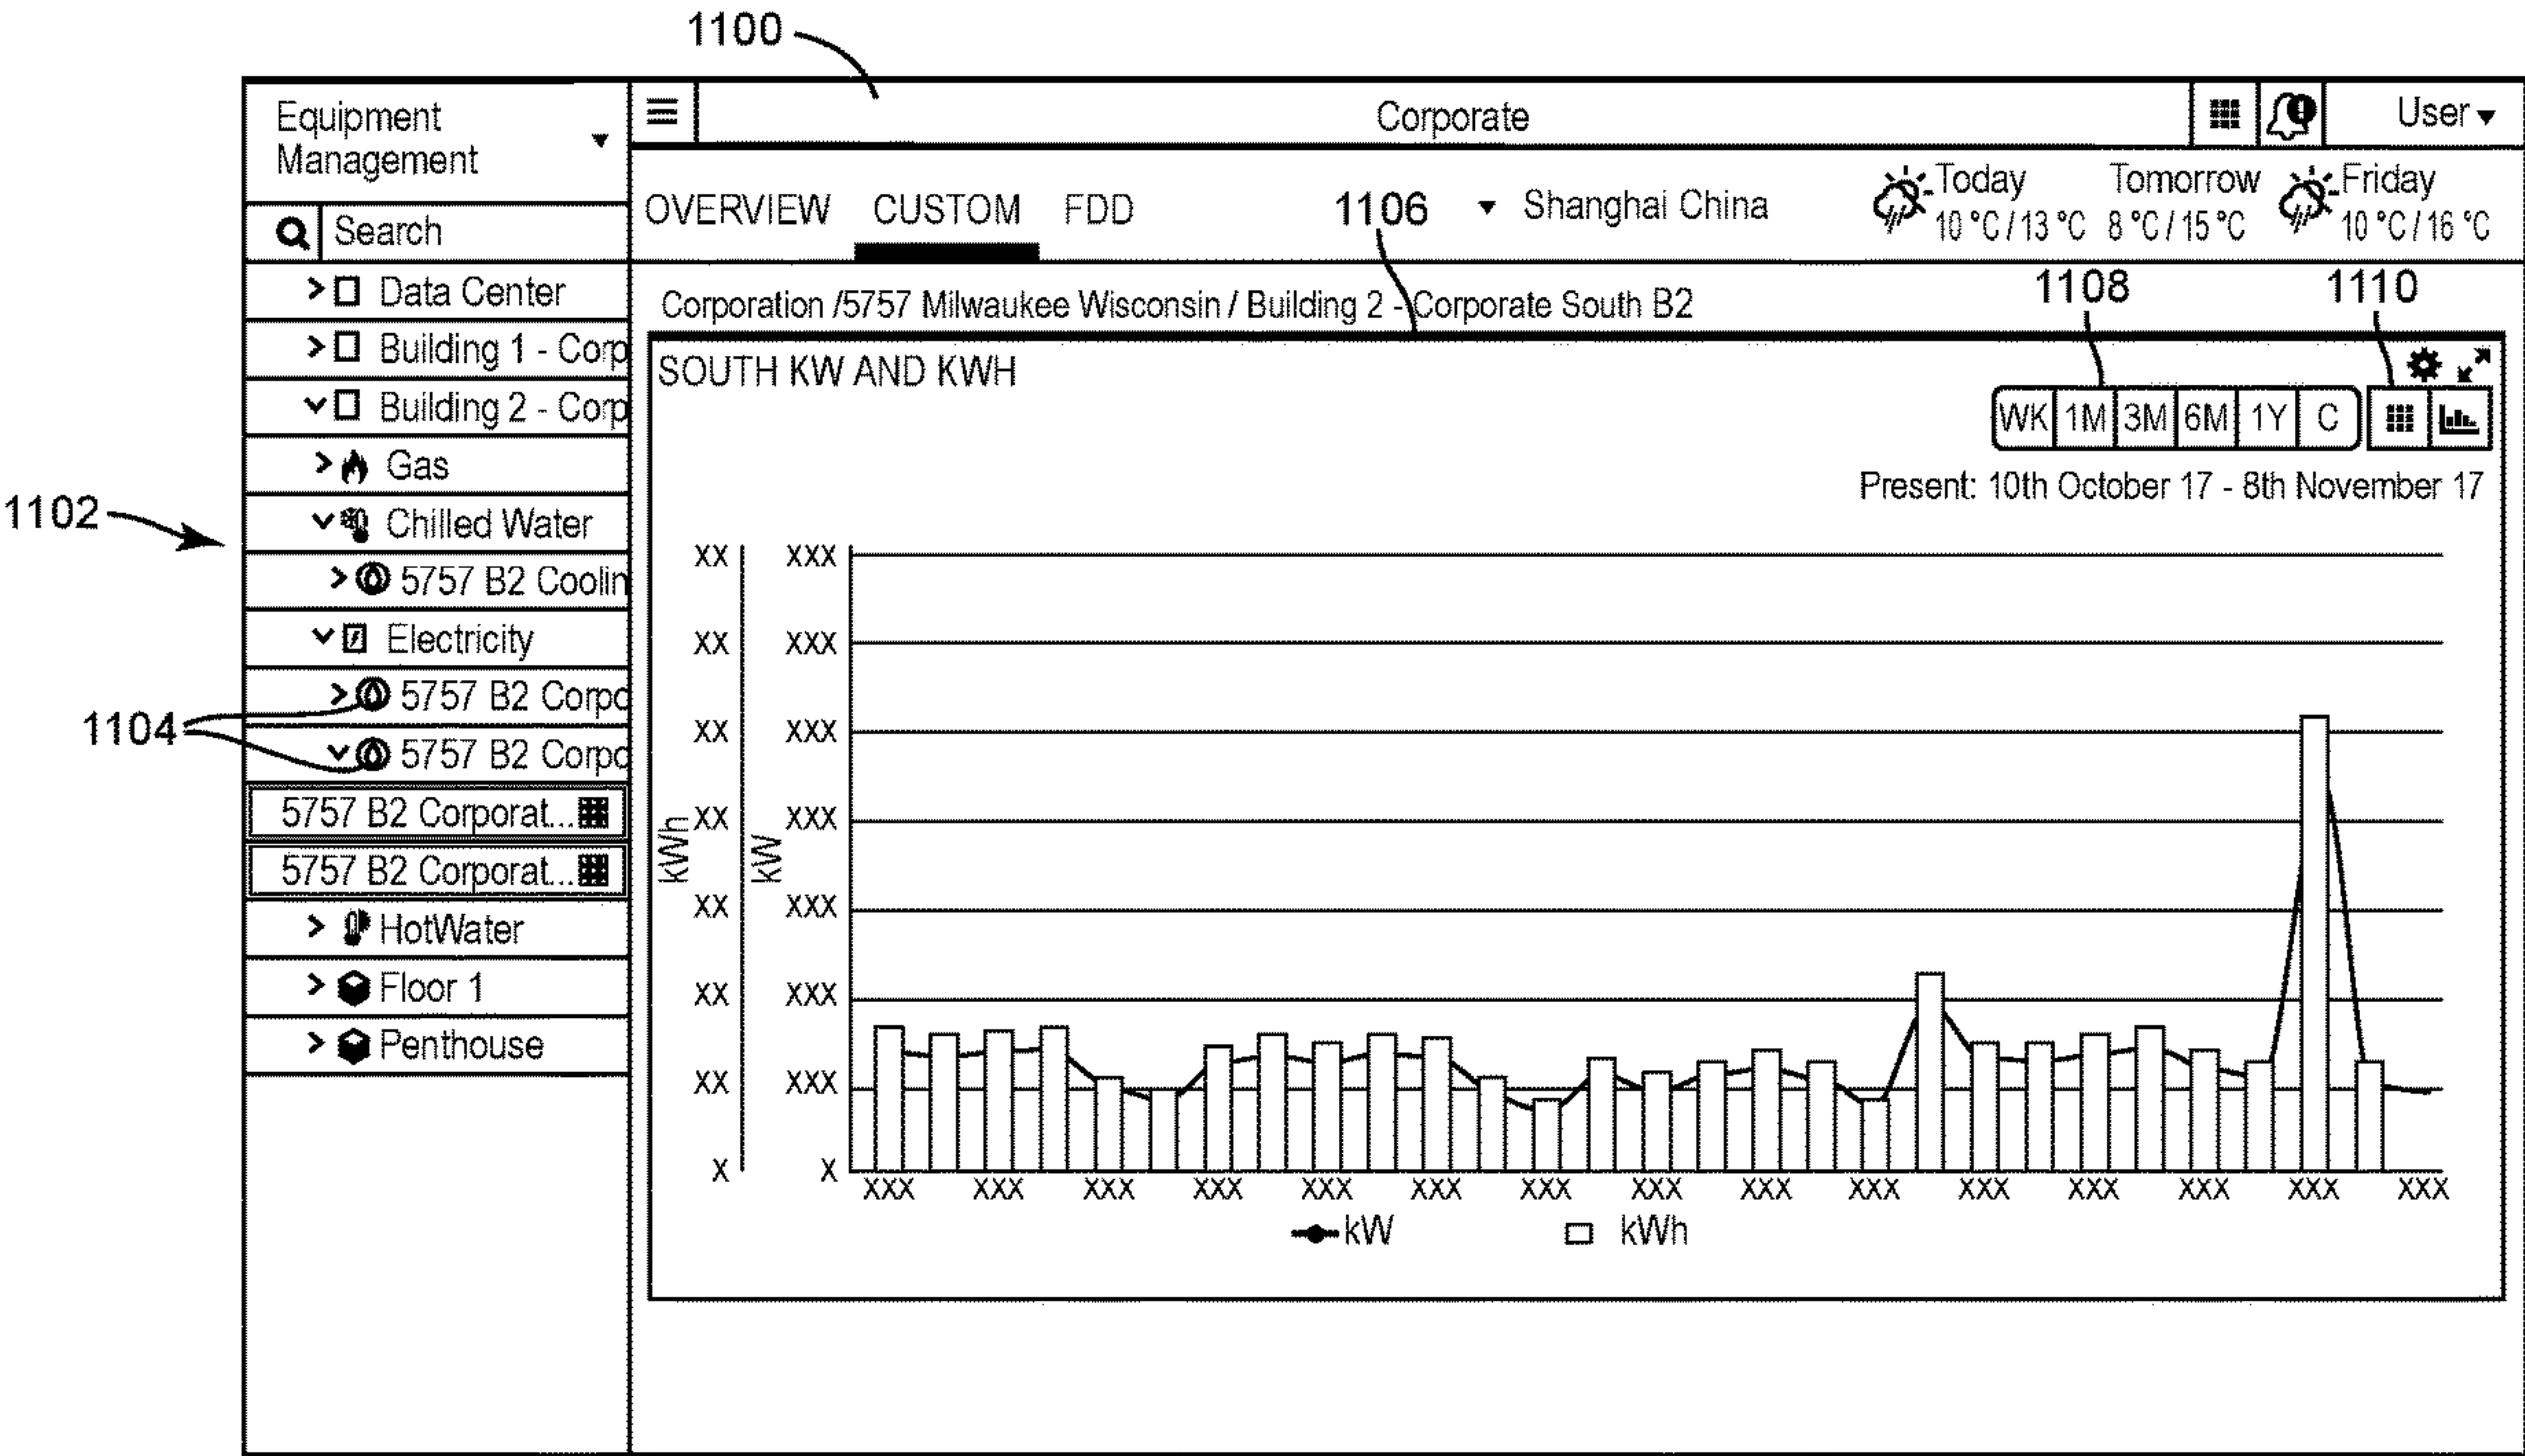 1100
Equipment
Management
Corporate
User
Search
OVERVIEW CUSTOM FDD
1106
Shanghai China
Today
10 °C / 13 °C
Tomorrow
8 °C / 15 °C
Friday
10 °C / 16 °C
Data Center
Building 1 - Corp
Building 2 - Corp
Gas
1102
Chilled Water
5757 B2 Coolin
Electricity
5757 B2 Corpo
1104
5757 B2 Corpo
5757 B2 Corporat...
5757 B2 Corporat...
HotWater
Floor 1
Penthouse
Corporation /5757 Milwaukee Wisconsin / Building 2 - Corporate South B2
1108
1110
SOUTH KW AND KWH
WK 1M 3M 6M 1Y C
Present: 10th October 17 - 8th November 17
XX XXX
XX XXX
XX XXX
XX XXX
kWh
kW
XX XXX
XX XXX
XX XXX
X X
XXX XXX XXX XXX XXX XXX XXX XXX XXX XXX XXX XXX XXX XXX XXX
kW kWh